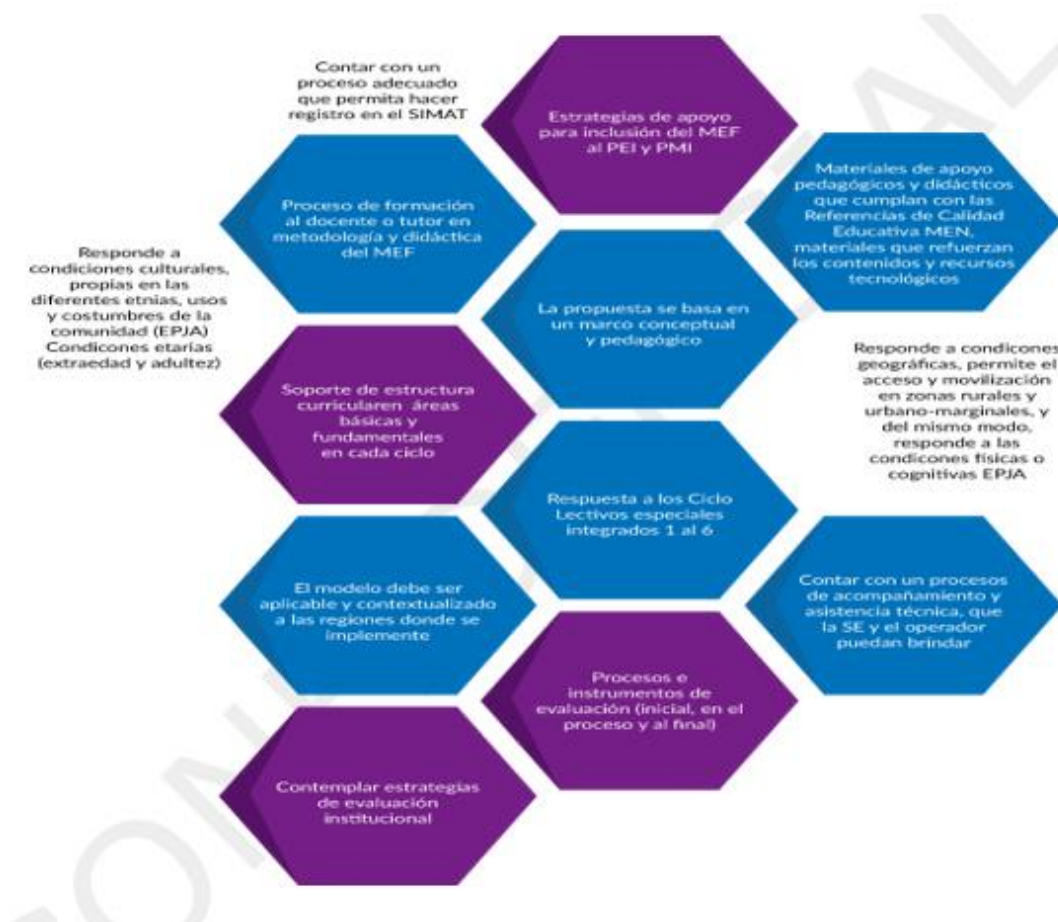 Contar con un
proceso adecuado
que permita hacer
registro en el SIMAT
Estrategias de apoyo
para inclusión del MEF
al PEI y PMI
Proceso de formación
al docente o tutor en
metodología y didáctica
del MEF
Materiales de apoyo
pedagógicos y didácticos
que cumplan con las
Referencias de Calidad
Educativa MEN,
materiales que refuerzan
los contenidos y recursos
tecnológicos
Responde a
condiciones culturales,
propias en las
diferentes etnias, usos
y costumbres de la
comunidad (EPJA)
Condicones etarías
(extraedad y adultez)
La propuesta se basa en
un marco conceptual
y pedagógico
Soporte de estructura
curricularen áreas
básicas y
fundamentales
en cada ciclo
Responde a condicones
geográficas, permite el
acceso y movilización
en zonas rurales y
urbano-marginales, y
del mismo modo,
responde a las
condicones físicas o
cognitivas EPJA
Respuesta a los Ciclo
Lectivos especiales
integrados 1 al 6
El modelo debe ser
aplicable y contextualizado
a las regiones donde se
implemente
Contar con un procesos
de acompañamiento y
asistencia técnica, que
la SE y el operador
puedan brindar
Procesos e
instrumentos de
evaluación (inicial, en el
proceso y al final)
Contemplar estrategias
de evaluación
institucional